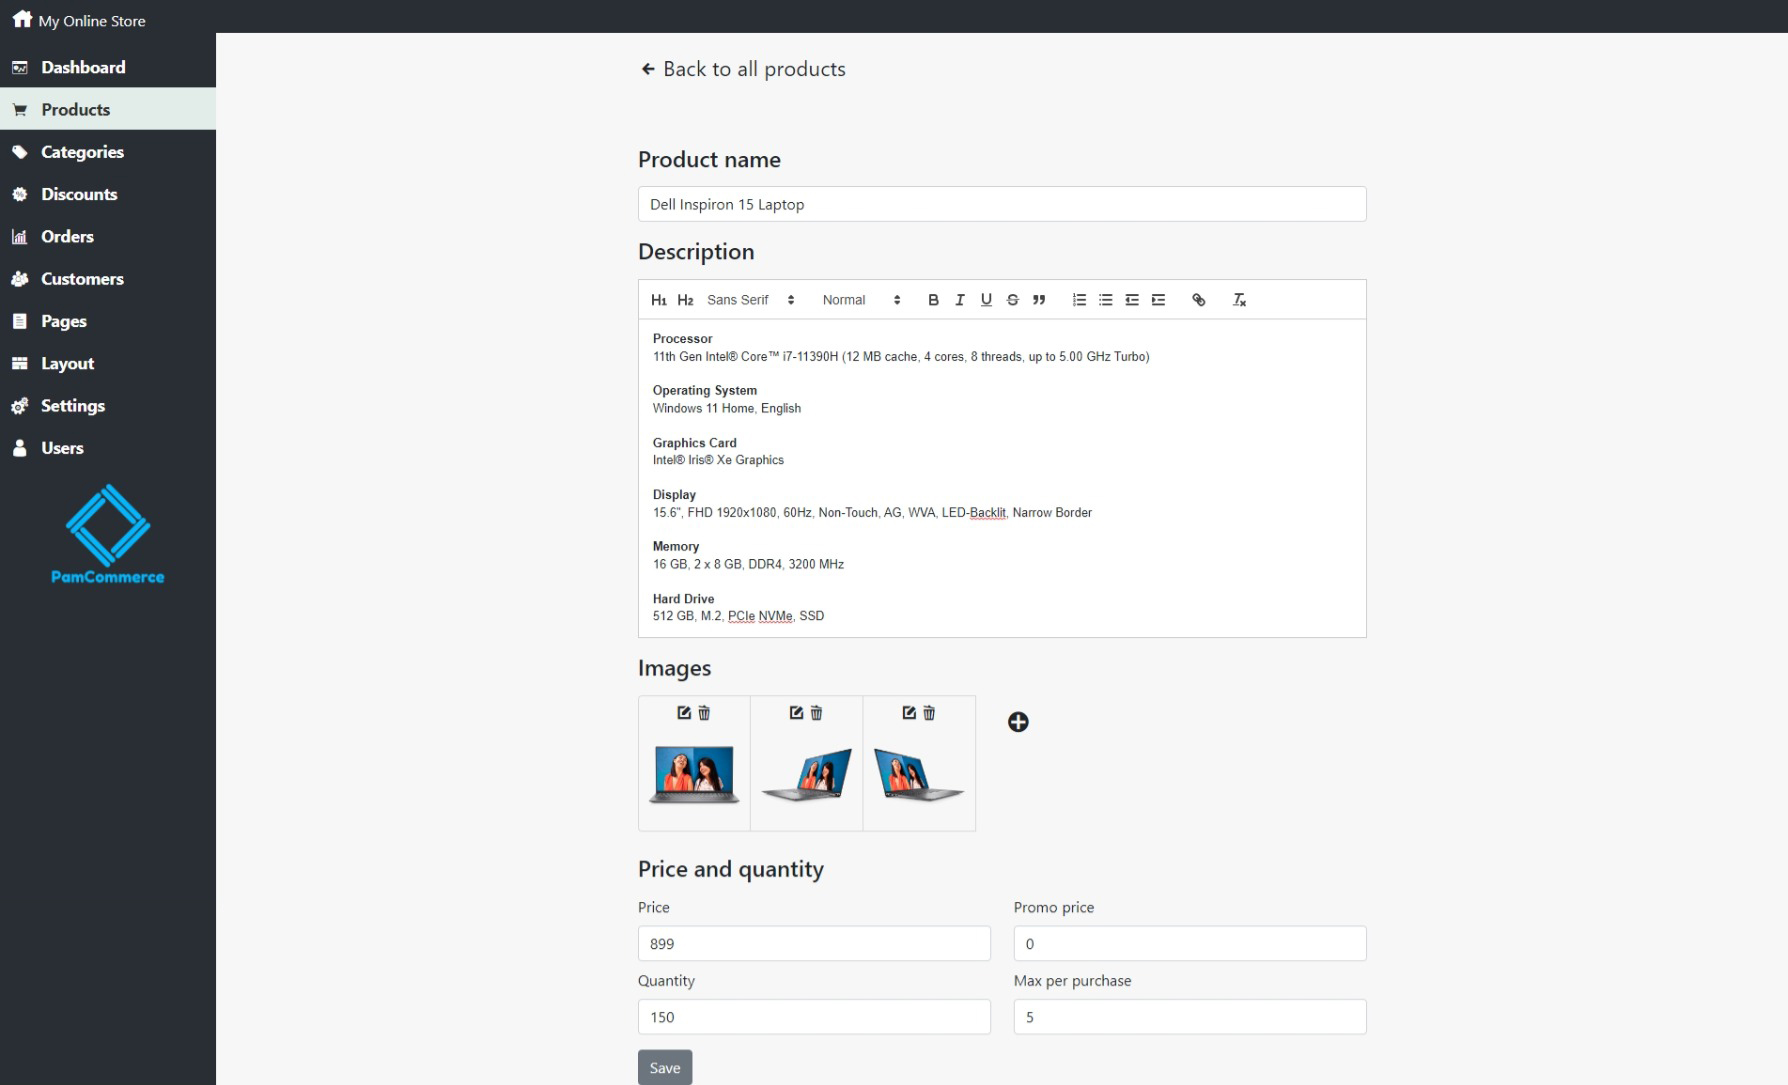 My Online Store
Dashboard
Products
Categories
Discounts
Orders
Customers
Pages
Layout
Settings
Users
PamCommerce
Back to all products
Product name
Dell Inspiron 15 Laptop
Description
H1 H2 Sans Serif Normal B I U S
Processor
11th Gen Intel® Core™ i7-11390H (12 MB cache, 4 cores, 8 threads, up to 5.00 GHz Turbo)
Operating System
Windows 11 Home, English
Graphics Card
Intel® Iris® Xe Graphics
Display
15.6", FHD 1920x1080, 60Hz, Non-Touch, AG, WVA, LED-Backlit, Narrow Border
Memory
16 GB, 2 x 8 GB, DDR4, 3200 MHz
Hard Drive
512 GB, M.2, PCIe NVMe, SSD
Images
Price and quantity
Price Promo price
899 0
Quantity Max per purchase
150 5
Save